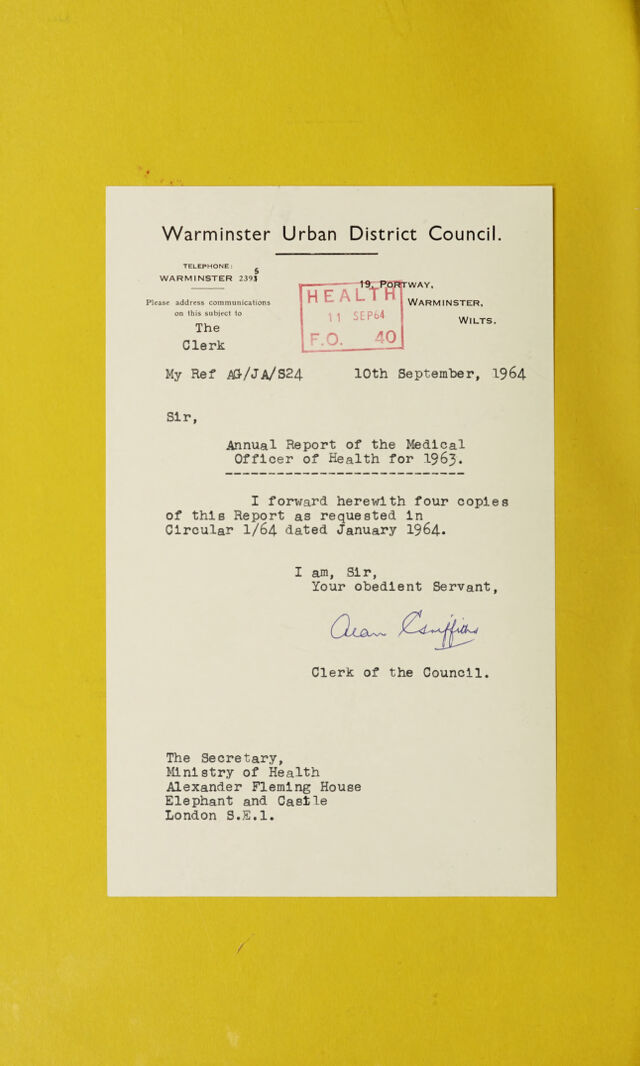 Warminster Urban District Council.
TELEPHONE:
WARMINSTER 2395
19, PORTWAY,
WARMINSTER,
WILTS.
Please address communications
on this subject to
The
Clerk
HEALTH
11 SEP64
F.O. 40
My Ref AG/JA/S24 10th September, 1964
Sir,
Annual Report of the Medical
Officer of Health for 1963.
I forward herewith four copies
of this Report as requested in
Circular 1/64 dated January 1964.
I am, Sir,
Your obedient Servant,
Alan Griffiths
Clerk of the Council.
The Secretary,
Ministry of Health
Alexander Fleming House
Elephant and Castle
London S.E.1.